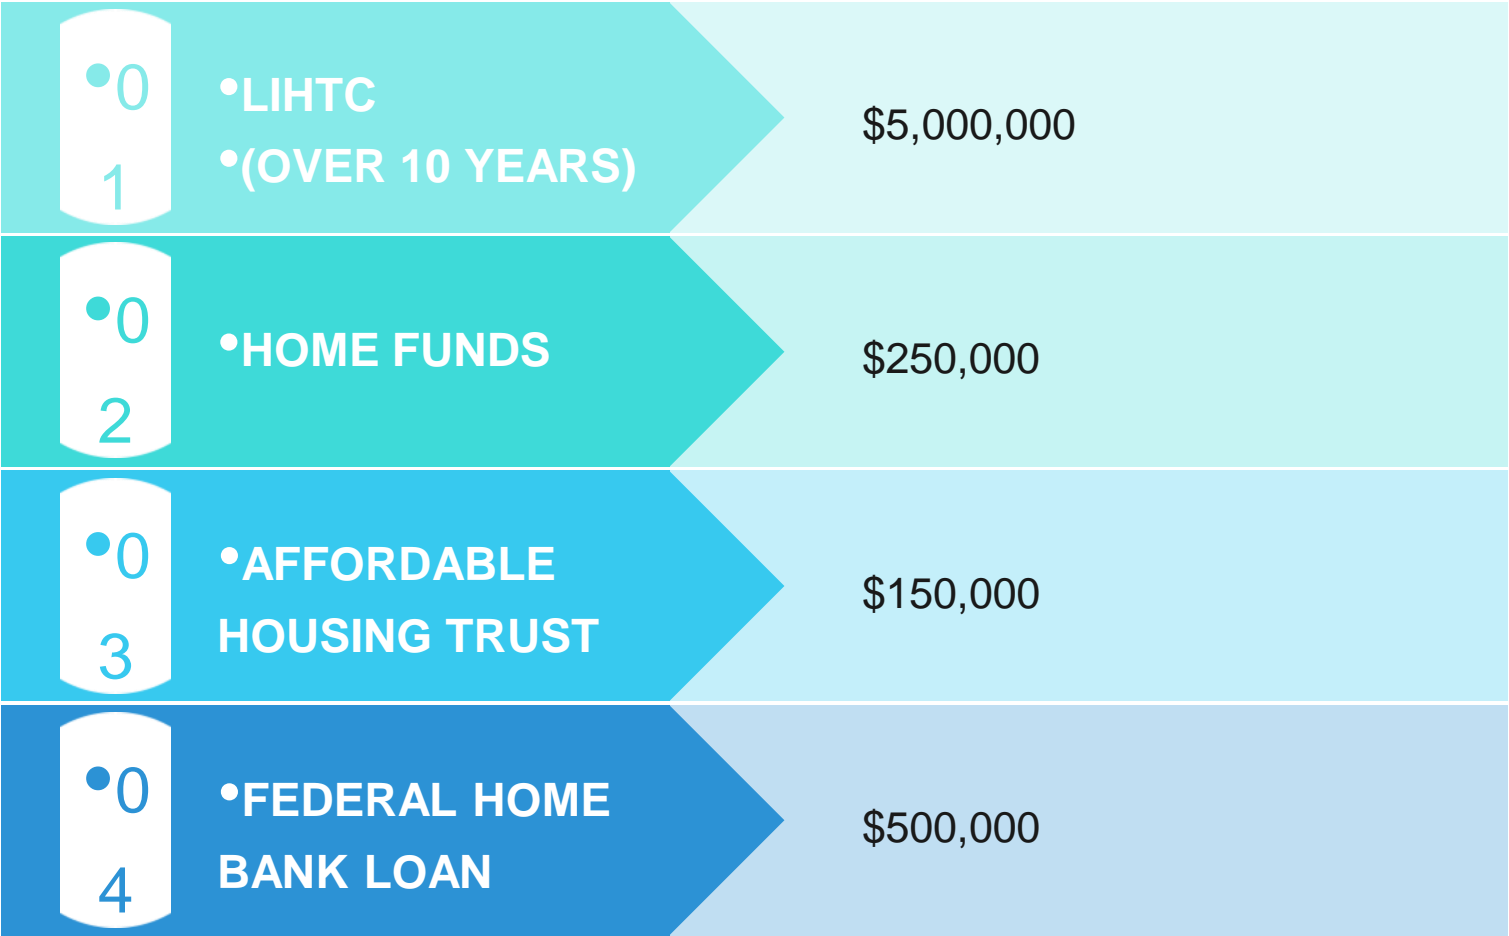 •0
1
•LIHTC
•(OVER 10 YEARS)
$5,000,000
•0
2
•HOME FUNDS
$250,000
•0
3
•AFFORDABLE
HOUSING TRUST
$150,000
•0
4
•FEDERAL HOME
BANK LOAN
$500,000